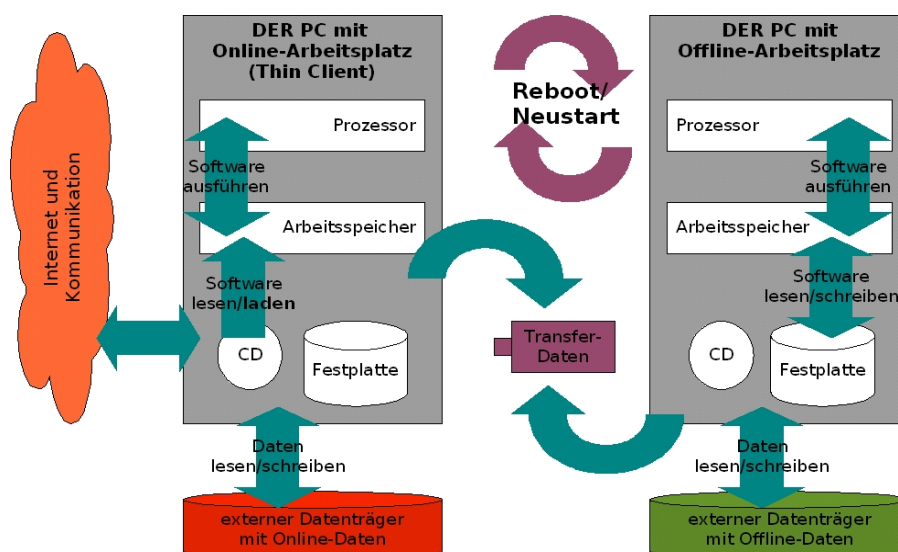 DER PC mit
Online-Arbeitsplatz
(Thin Client)
Prozessor
Software
ausführen
Arbeitsspeicher
Software
lesen/laden
CD
Festplatte
Daten
lesen/schreiben
externer Datenträger
mit Online-Daten
Internet und
Kommunikation
Reboot/
Neustart
Transfer-
Daten
DER PC mit
Offline-Arbeitsplatz
Prozessor
Software
ausführen
Arbeitsspeicher
Software
lesen/schreiben
CD
Festplatte
Daten
lesen/schreiben
externer Datenträger
mit Offline-Daten